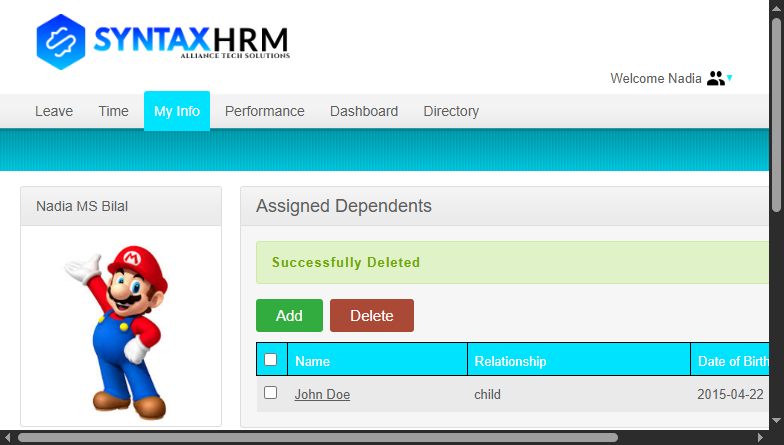 SYNTAXHRM
ALLIANCE TECH SOLUTIONS
Welcome Nadia
Leave Time My Info Performance Dashboard Directory
Nadia MS Bilal
Assigned Dependents
Successfully Deleted
Add Delete
Name Relationship Date of Birth
John Doe child 2015-04-22
M